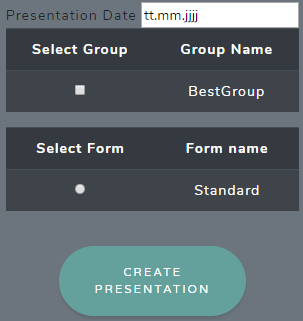 Presentation Date tt.mm.jjjj
Select Group Group Name
BestGroup
Select Form Form name
Standard
CREATE
PRESENTATION